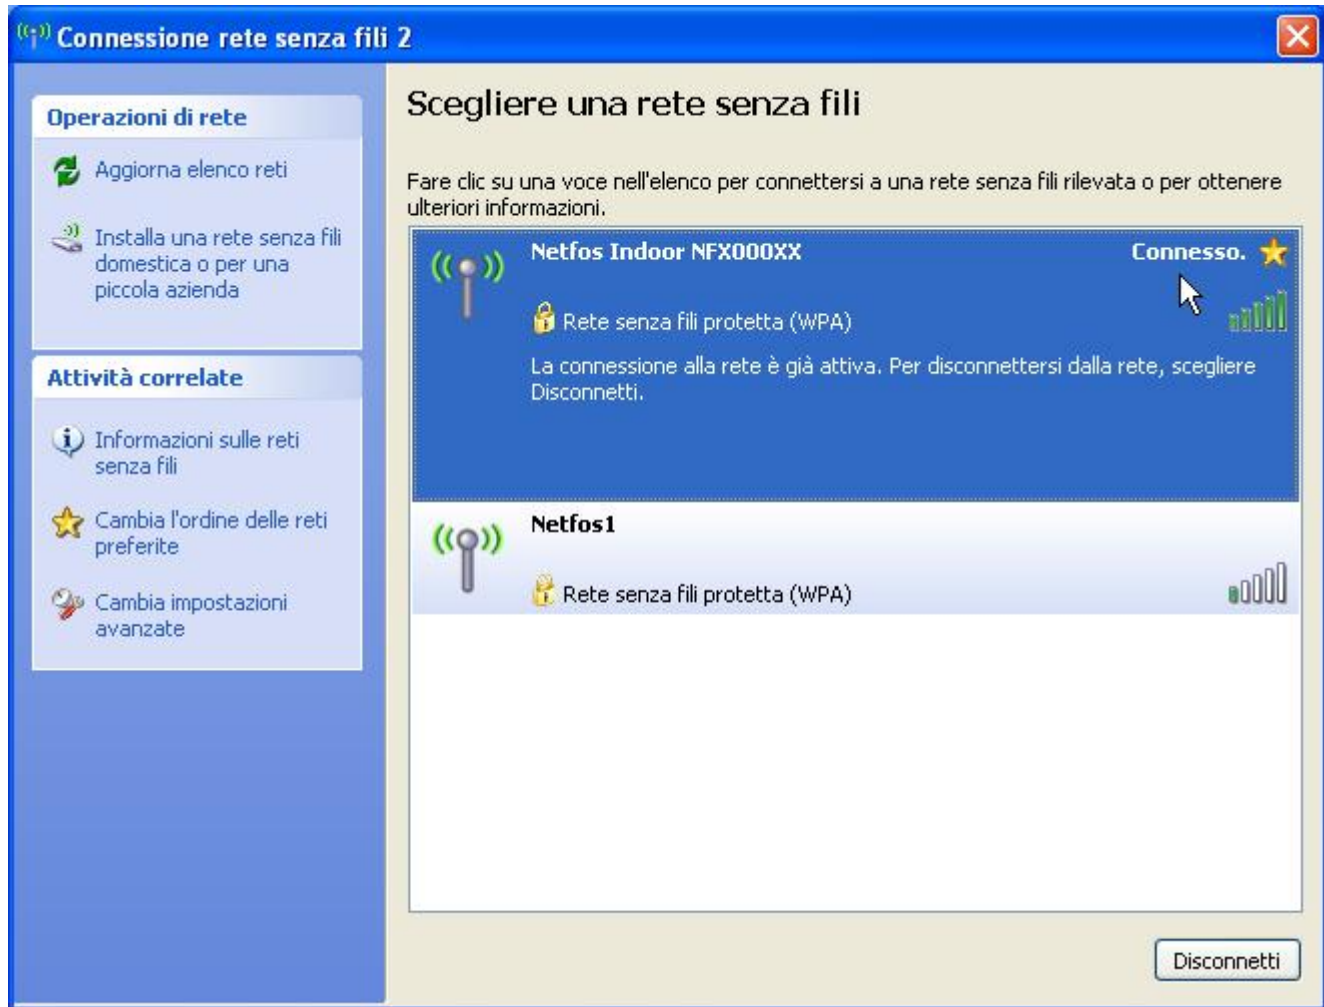 Connessione rete senza fili 2
Operazioni di rete
Aggiorna elenco reti
Installa una rete senza fili
domestica o per una
piccola azienda
Attività correlate
Informazioni sulle reti
senza fili
Cambia l'ordine delle reti
preferite
Cambia impostazioni
avanzate
Scegliere una rete senza fili
Fare clic su una voce nell'elenco per connettersi a una rete senza fili rilevata o per ottenere
ulteriori informazioni.
Netfos Indoor NFX000XX Connesso.
Rete senza fili protetta (WPA)
La connessione alla rete è già attiva. Per disconnettersi dalla rete, scegliere
Disconnetti.
Netfos1
Rete senza fili protetta (WPA)
Disconnetti